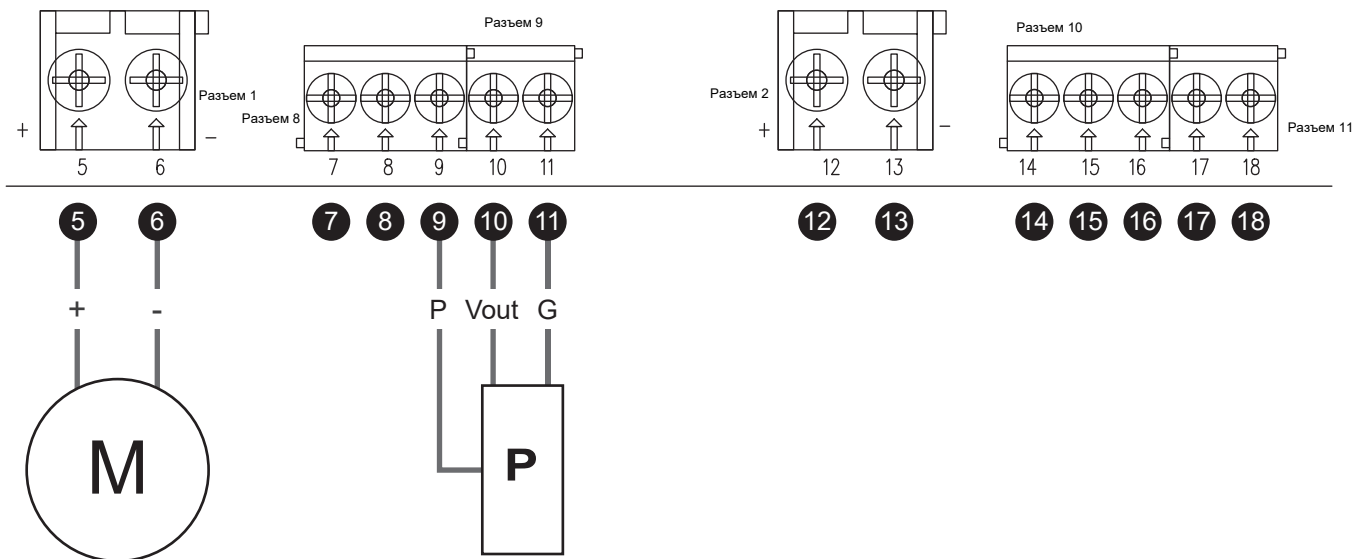 Разъем 9
Разъем 10
Разъем 1
Разъем 8
Разъем 2
Разъем 11
+ − + −
5 6 7 8 9 10 11 12 13 14 15 16 17 18
5 6 7 8 9 10 11 12 13 14 15 16 17 18
+ - P Vout G
M P